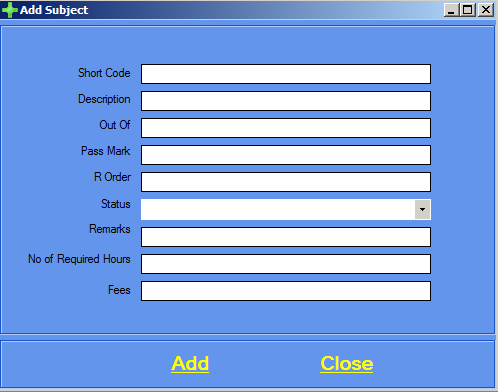 Add Subject
Short Code
Description
Out Of
Pass Mark
R Order
Status
Remarks
No of Required Hours
Fees
Add Close